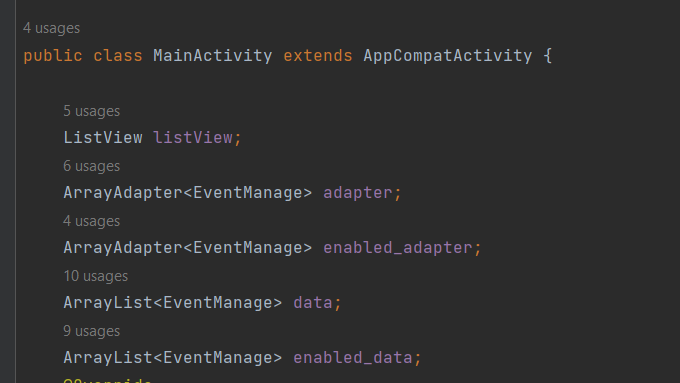 4 usages
public class MainActivity extends AppCompatActivity {
5 usages
ListView listView;
6 usages
ArrayAdapter<EventManage> adapter;
4 usages
ArrayAdapter<EventManage> enabled_adapter;
10 usages
ArrayList<EventManage> data;
9 usages
ArrayList<EventManage> enabled_data;
@Override